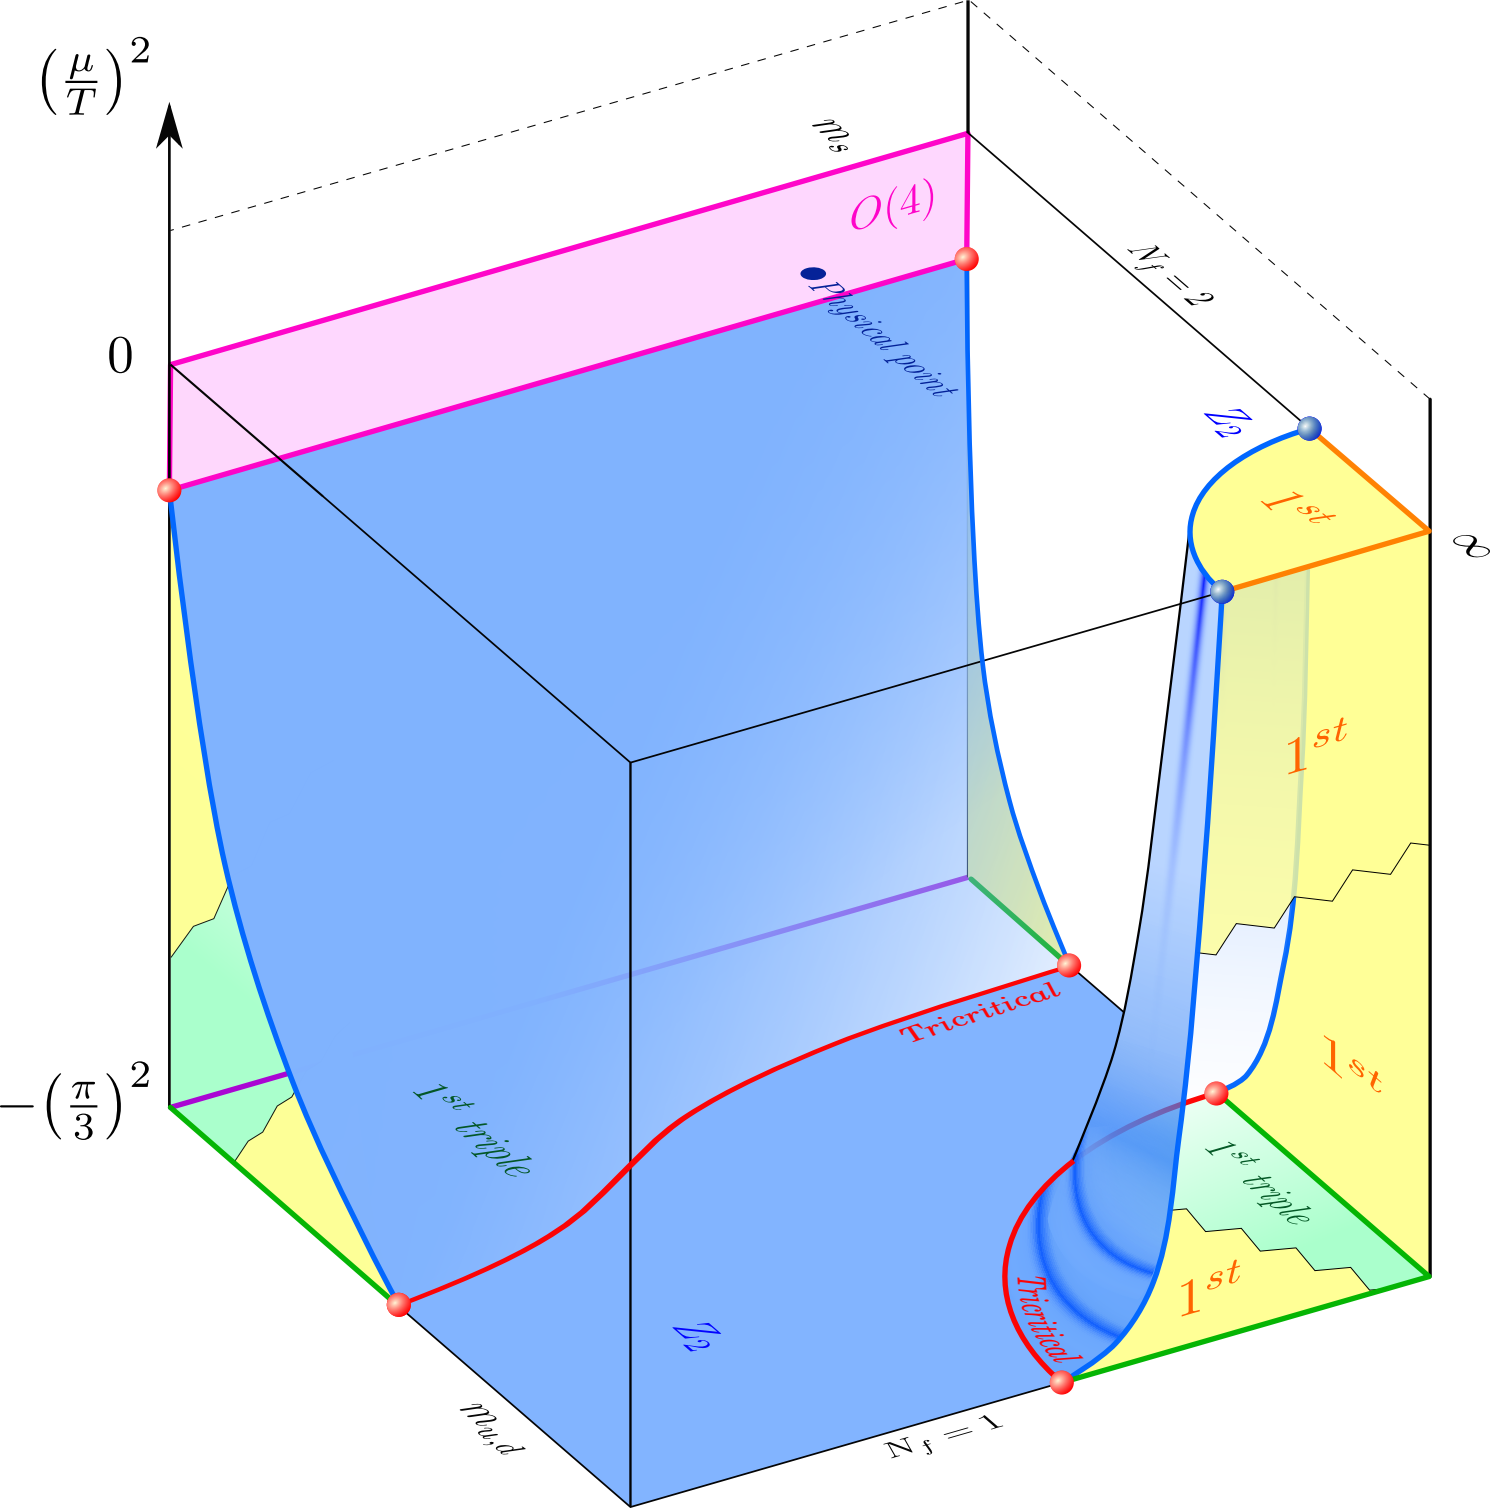 (μ/T)²
mₛ
O(4)
N_f = 2
Physical point
0
Z₂
1ˢᵗ
∞
1ˢᵗ
Tricritical
1ˢᵗ
−(π/3)²
1ˢᵗ triple
1ˢᵗ triple
1ˢᵗ
Tricritical
Z₂
m_{u,d}
N_f = 1